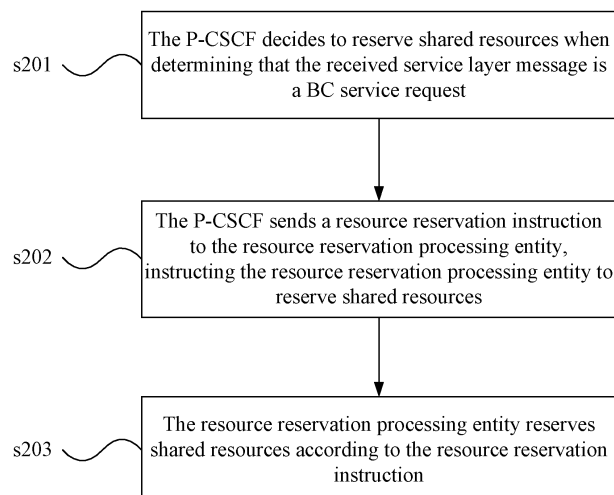 s201
The P-CSCF decides to reserve shared resources when
determining that the received service layer message is
a BC service request
s202
The P-CSCF sends a resource reservation instruction
to the resource reservation processing entity,
instructing the resource reservation processing entity to
reserve shared resources
s203
The resource reservation processing entity reserves
shared resources according to the resource reservation
instruction